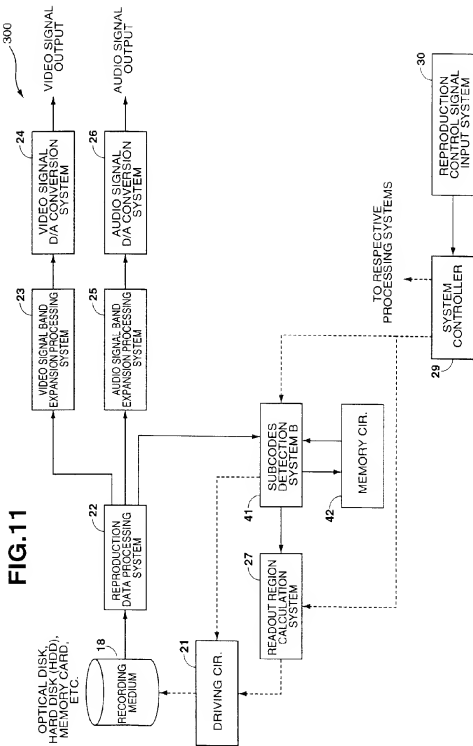 FIG.11
300
OPTICAL DISK,
HARD DISK (HDD),
MEMORY CARD,
ETC.
18
RECORDING
MEDIUM
21
DRIVING CIR.
22
REPRODUCTION
DATA PROCESSING
SYSTEM
23
VIDEO SIGNAL BAND
EXPANSION PROCESSING
SYSTEM
24
VIDEO SIGNAL
D/A CONVERSION
SYSTEM
VIDEO SIGNAL
OUTPUT
25
AUDIO SIGNAL BAND
EXPANSION PROCESSING
SYSTEM
26
AUDIO SIGNAL
D/A CONVERSION
SYSTEM
AUDIO SIGNAL
OUTPUT
27
READOUT REGION
CALCULATION
SYSTEM
41
SUBCODES
DETECTION
SYSTEM B
42
MEMORY CIR.
TO RESPECTIVE
PROCESSING SYSTEMS
29
SYSTEM
CONTROLLER
30
REPRODUCTION
CONTROL SIGNAL
INPUT SYSTEM